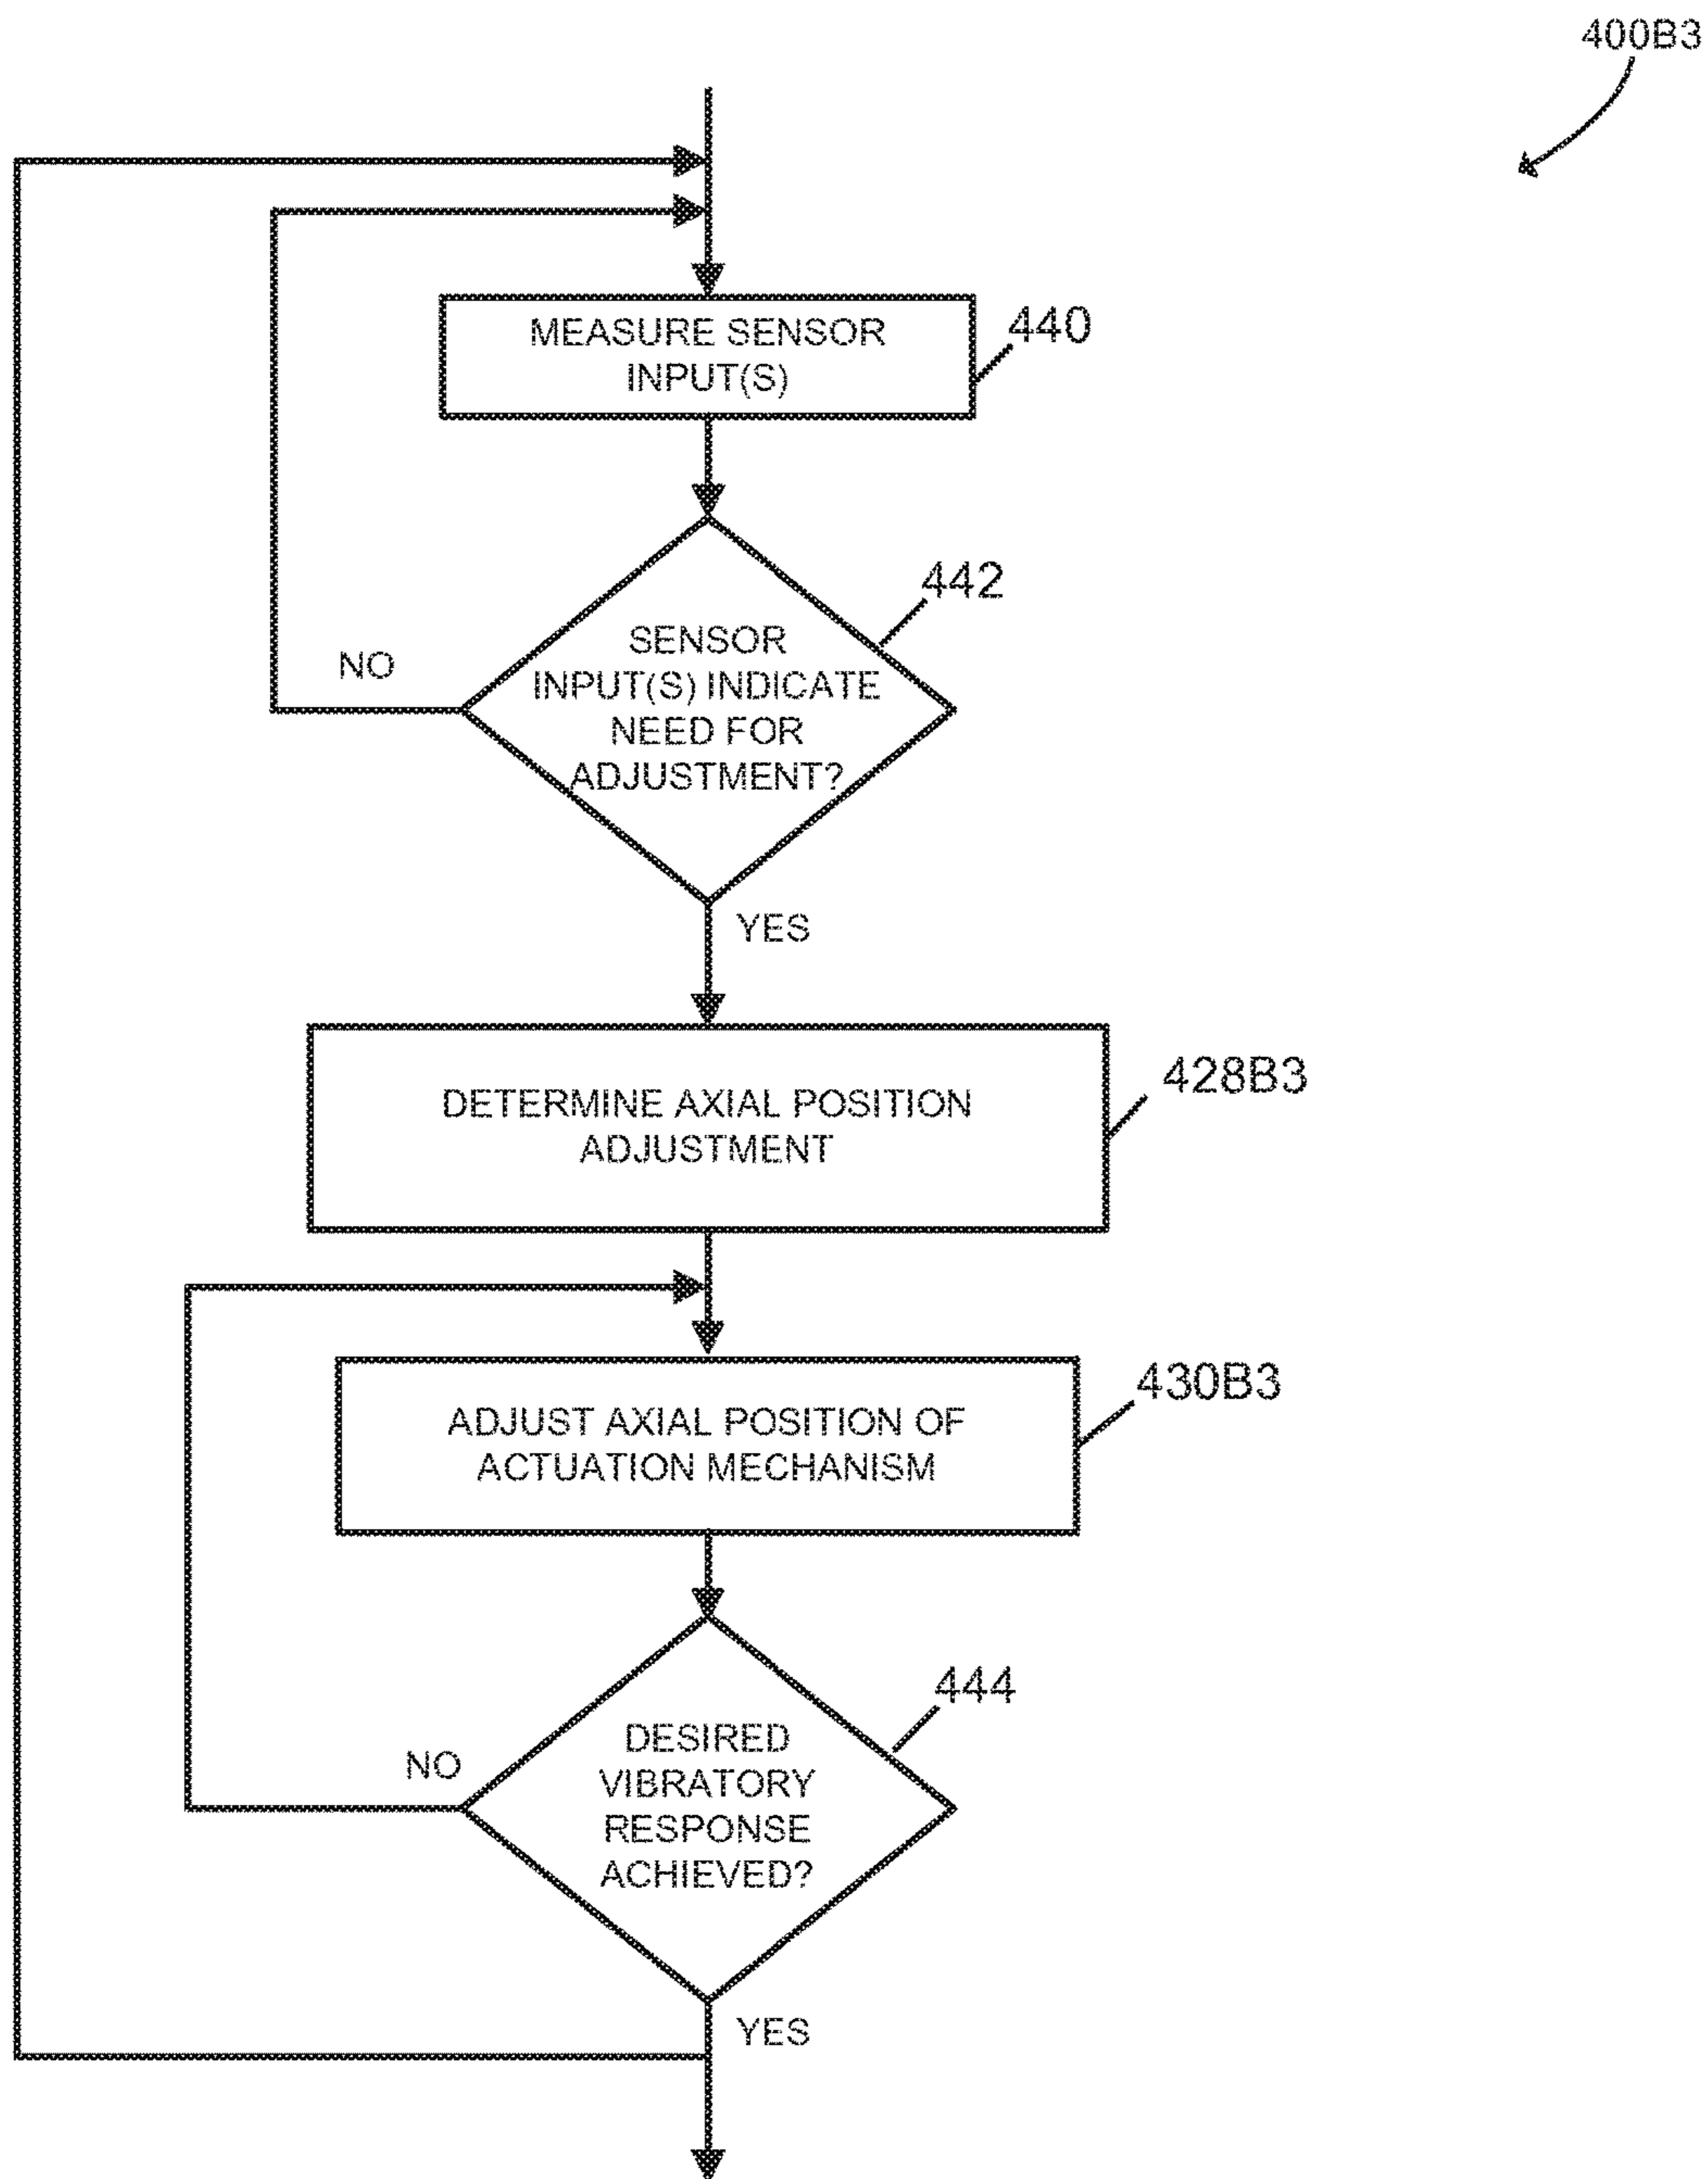 400B3
MEASURE SENSOR
INPUT(S)
440
442
SENSOR
INPUT(S) INDICATE
NEED FOR
ADJUSTMENT?
NO
YES
DETERMINE AXIAL POSITION
ADJUSTMENT
428B3
ADJUST AXIAL POSITION OF
ACTUATION MECHANISM
430B3
444
DESIRED
VIBRATORY
RESPONSE
ACHIEVED?
NO
YES